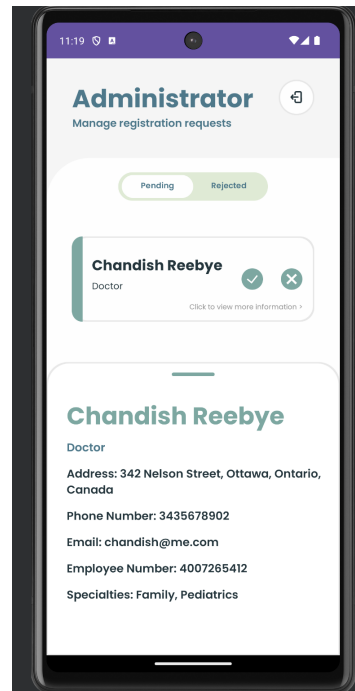 11:19
Administrator
Manage registration requests
Pending Rejected
Chandish Reebye
Doctor
Click to view more information >
Chandish Reebye
Doctor
Address: 342 Nelson Street, Ottawa, Ontario,
Canada
Phone Number: 3435678902
Email: chandish@me.com
Employee Number: 4007265412
Specialties: Family, Pediatrics